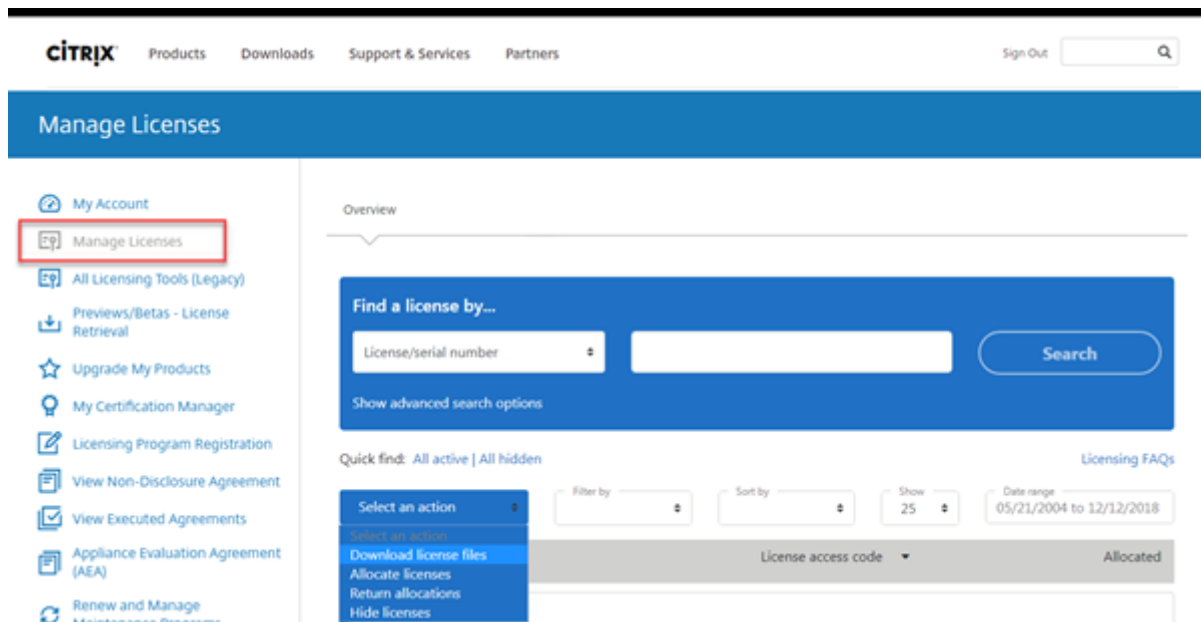 CİTRIX Products Downloads Support & Services Partners Sign Out
Manage Licenses
My Account
Manage Licenses
All Licensing Tools (Legacy)
Previews/Betas - License
Retrieval
Upgrade My Products
My Certification Manager
Licensing Program Registration
View Non-Disclosure Agreement
View Executed Agreements
Appliance Evaluation Agreement
(AEA)
Renew and Manage
Maintenance Programs
Overview
Find a license by...
License/serial number
Search
Show advanced search options
Quick find: All active | All hidden Licensing FAQs
Select an action
Filter by
Sort by
Show
25
Date range
05/21/2004 to 12/12/2018
Select an action
Download license files
Allocate licenses
Return allocations
Hide licenses
License access code
Allocated